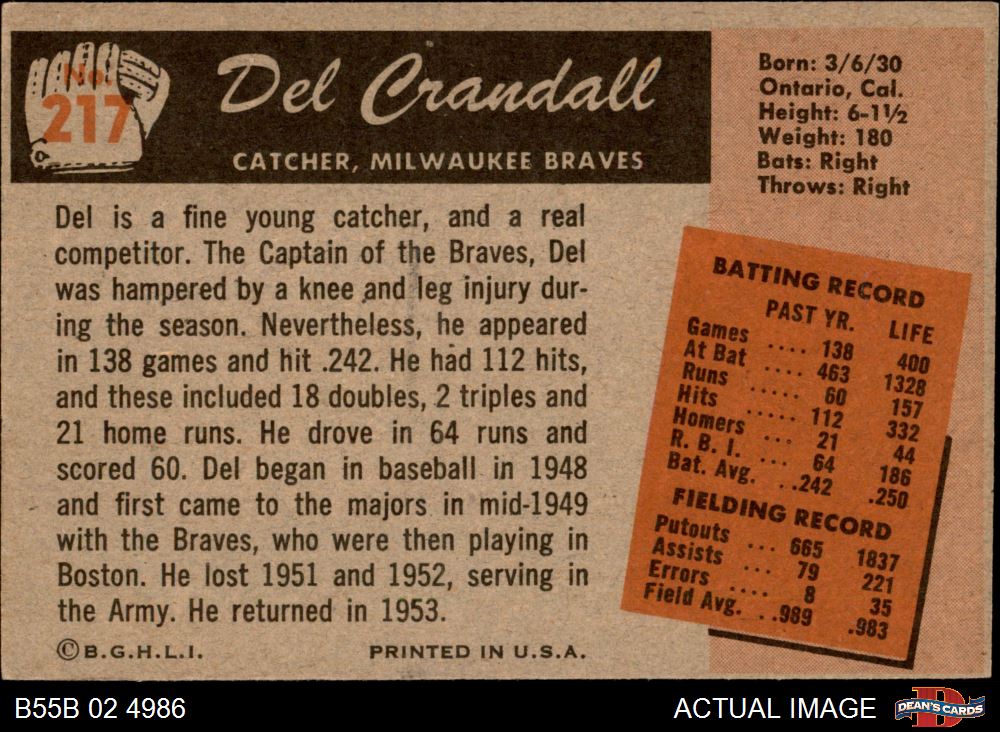 No.
217
Del Crandall
CATCHER, MILWAUKEE BRAVES
Born: 3/6/30
Ontario, Cal.
Height: 6-1½
Weight: 180
Bats: Right
Throws: Right
Del is a fine young catcher, and a real
competitor. The Captain of the Braves, Del
was hampered by a knee and leg injury dur-
ing the season. Nevertheless, he appeared
in 138 games and hit .242. He had 112 hits,
and these included 18 doubles, 2 triples and
21 home runs. He drove in 64 runs and
scored 60. Del began in baseball in 1948
and first came to the majors in mid-1949
with the Braves, who were then playing in
Boston. He lost 1951 and 1952, serving in
the Army. He returned in 1953.
BATTING RECORD
PAST YR. LIFE
Games .... 138 400
At Bat .... 463 1328
Runs ..... 60 157
Hits ..... 112 332
Homers ... 21 44
R. B. I. ... 64 186
Bat. Avg. ..242 .250
FIELDING RECORD
Putouts ... 665 1837
Assists ... 79 221
Errors .... 8 35
Field Avg. ..989 .983
©B.G.H.L.I. PRINTED IN U.S.A.
B55B 02 4986 ACTUAL IMAGE D DEAN'S CARDS